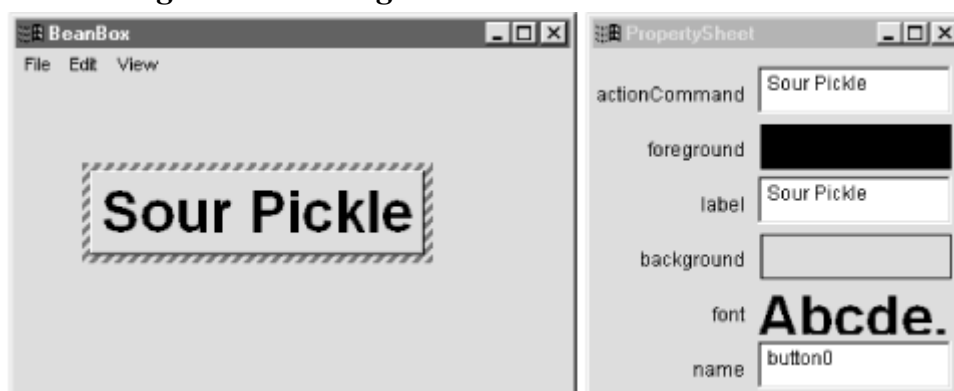 BeanBox
File Edit View
Sour Pickle
PropertySheet
actionCommand Sour Pickle
foreground
label Sour Pickle
background
font Abcde.
name button0